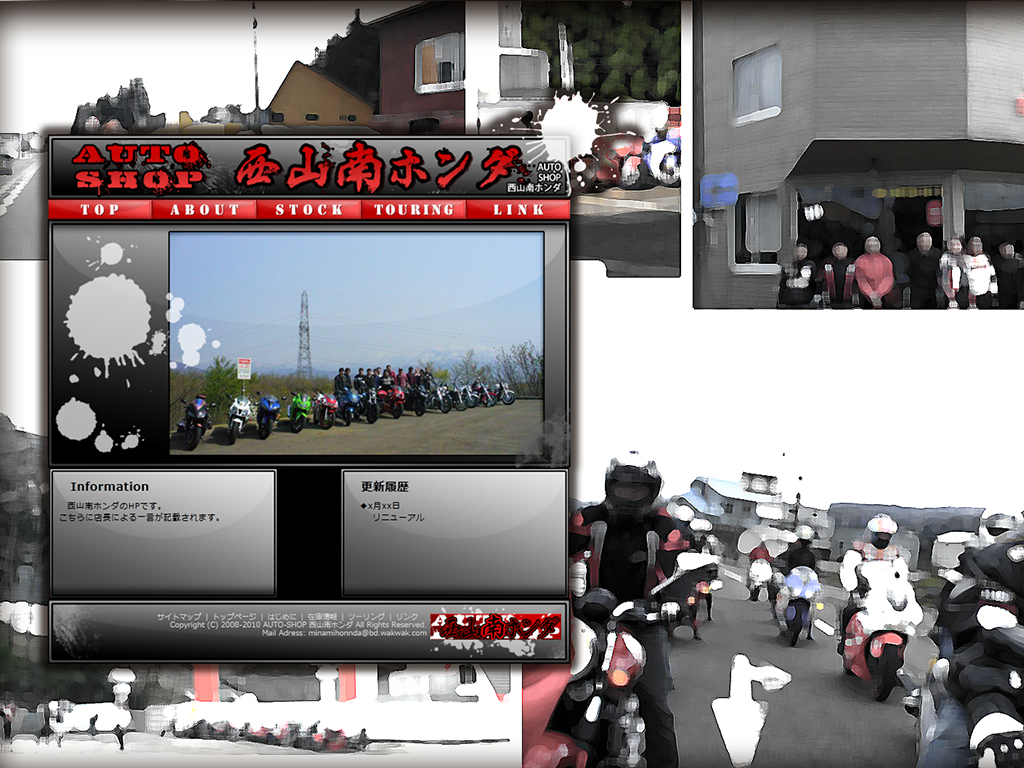 AUTO
SHOP
西山南ホンダ
AUTO
SHOP
西山南ホンダ
TOP ABOUT STOCK TOURING LINK
Information
西山南ホンダのHPです。
こちらに店長による一言が記載されます。
更新履歴
◆x月xx日
リニューアル
サイトマップ | トップページ | はじめに | 在庫情報 | ツーリング | リンク
Copyright (C) 2008-2010 AUTO-SHOP 西山南ホンダ All Rights Reserved.
Mail Adress: minamihonnda@bd.wakwak.com
西山南ホンダ